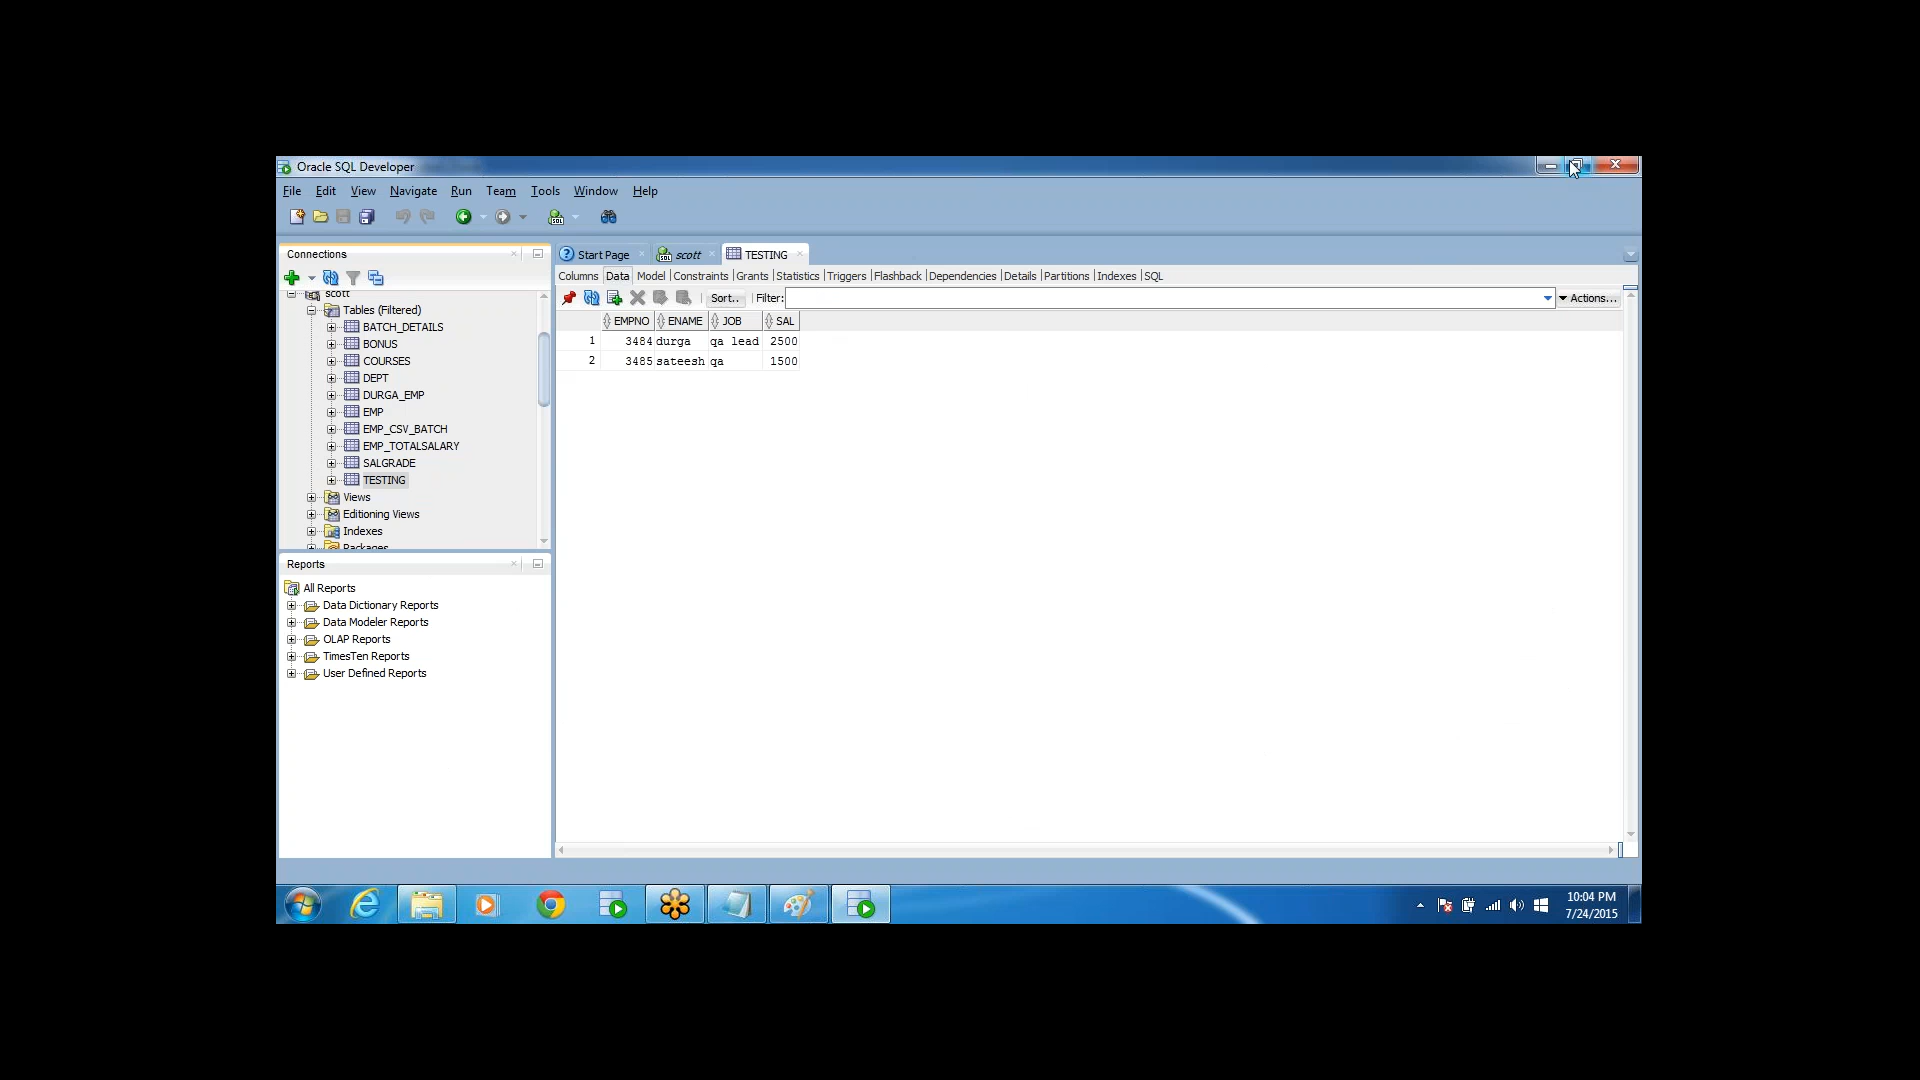 Oracle SQL Developer
File Edit View Navigate Run Team Tools Window Help
Connections
scott
Tables (Filtered)
BATCH_DETAILS
BONUS
COURSES
DEPT
DURGA_EMP
EMP
EMP_CSV_BATCH
EMP_TOTALSALARY
SALGRADE
TESTING
Views
Editioning Views
Indexes
Packages
Reports
All Reports
Data Dictionary Reports
Data Modeler Reports
OLAP Reports
TimesTen Reports
User Defined Reports
Start Page scott TESTING
Columns Data Model Constraints Grants Statistics Triggers Flashback Dependencies Details Partitions Indexes SQL
Sort.. Filter: Actions...
EMPNO ENAME JOB SAL
1 3484 durga qa lead 2500
2 3485 sateesh qa 1500
10:04 PM
7/24/2015